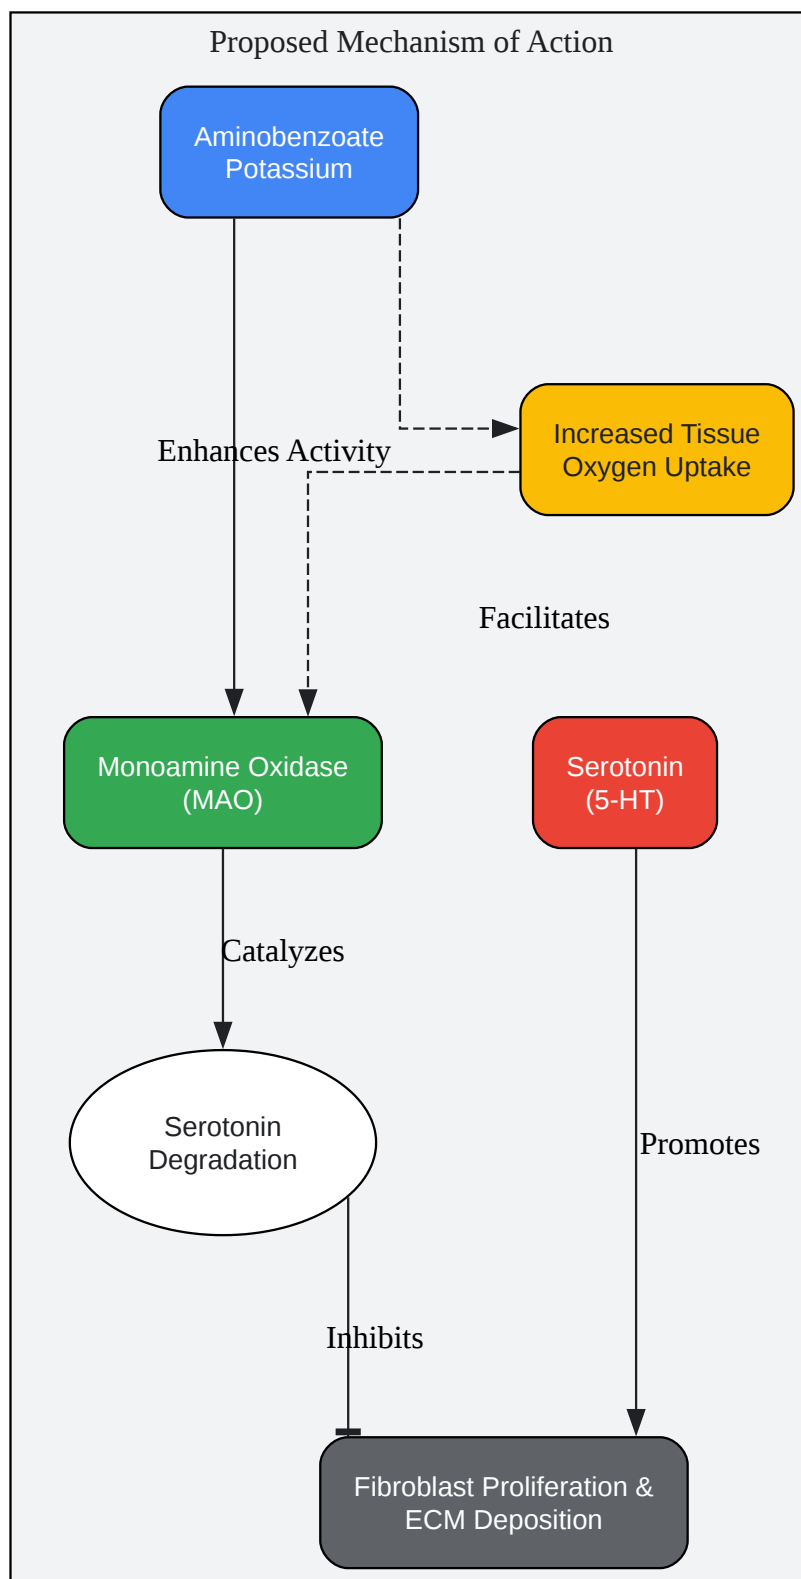 Proposed Mechanism of Action
Aminobenzoate
Potassium
Increased Tissue
Oxygen Uptake
Enhances Activity
Facilitates
Monoamine Oxidase
(MAO)
Serotonin
(5-HT)
Catalyzes
Serotonin
Degradation
Promotes
Inhibits
Fibroblast Proliferation &
ECM Deposition